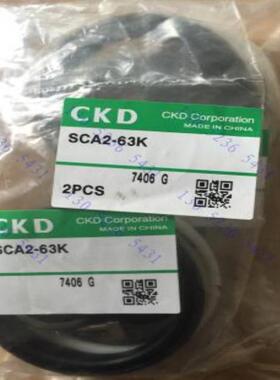 CKD
CKD Corporation
MADE IN CHINA
SCA2-63K
7406 G
2PCS
CKD
CKD Corporation
MADE IN CHINA
SCA2-63K
7406 G